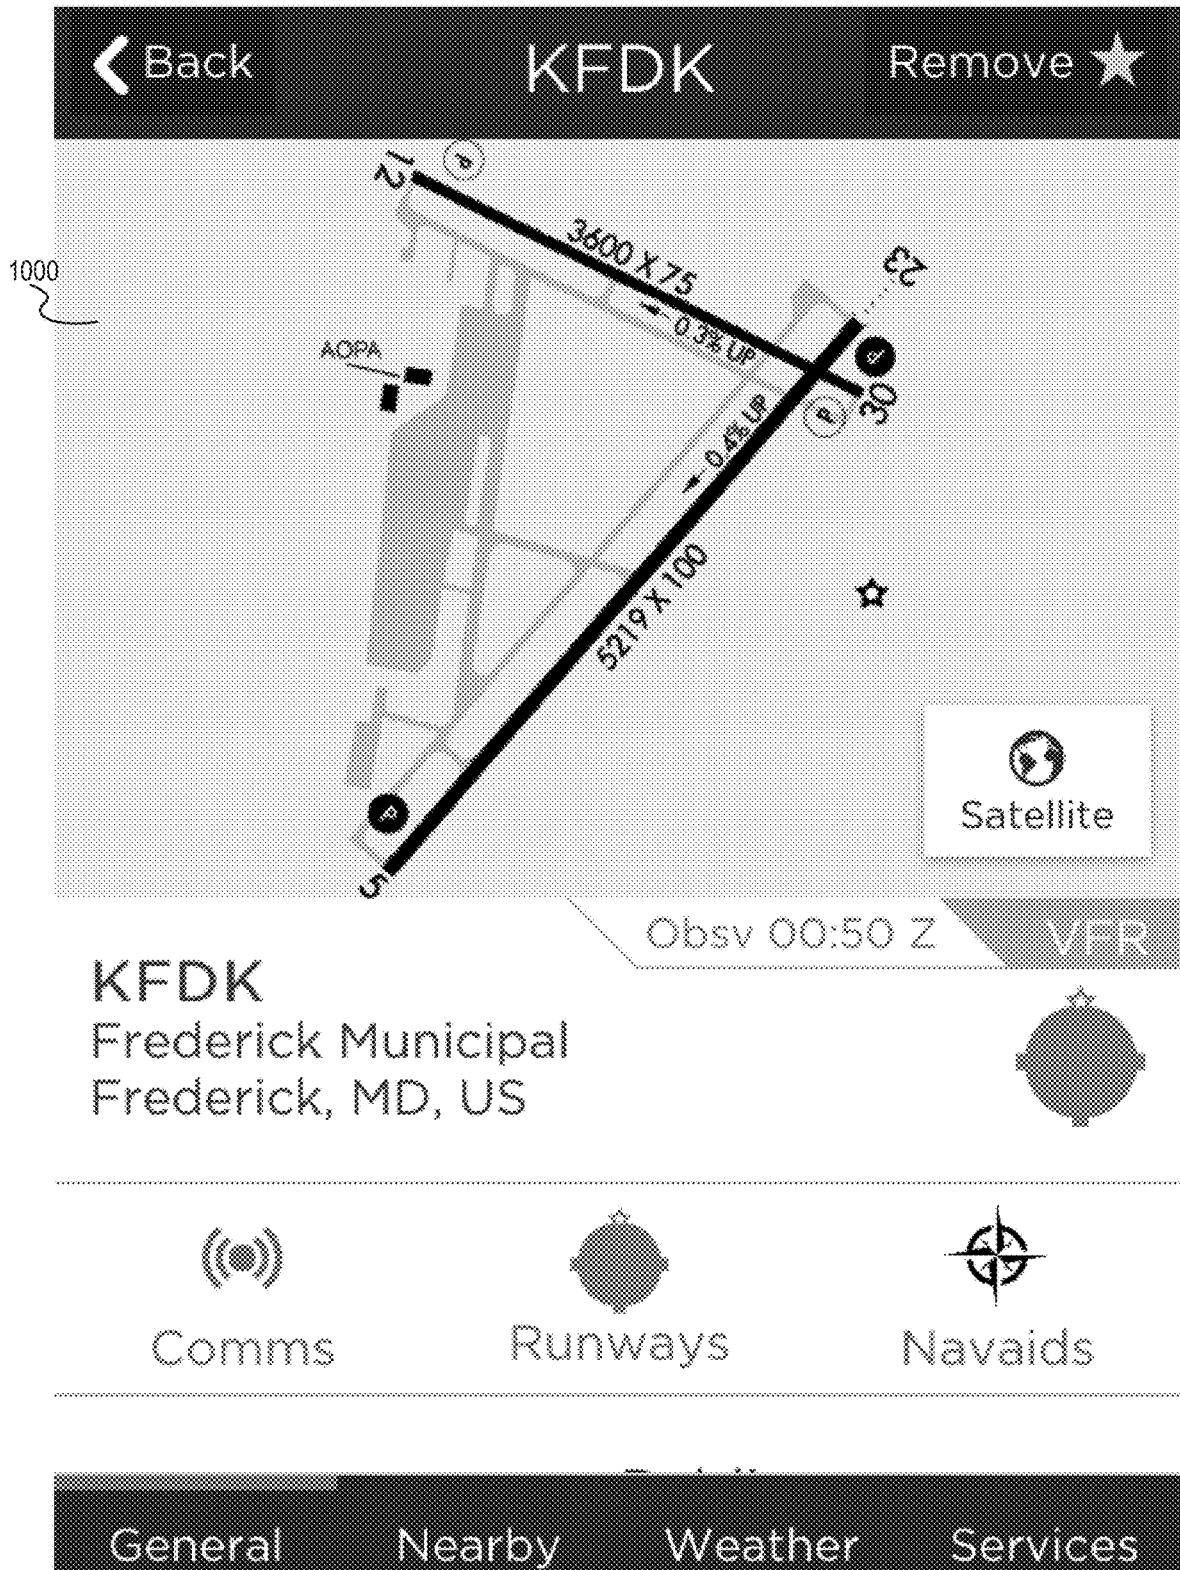 Back KFDK Remove
12
P
3600 X 75
23
1000
0.3% UP
AOPA
P
30
P
0.4% UP
5219 X 100
Satellite
P
5
Obsv 00:50 Z VFR
KFDK
Frederick Municipal
Frederick, MD, US
Comms Runways Navaids
General Nearby Weather Services